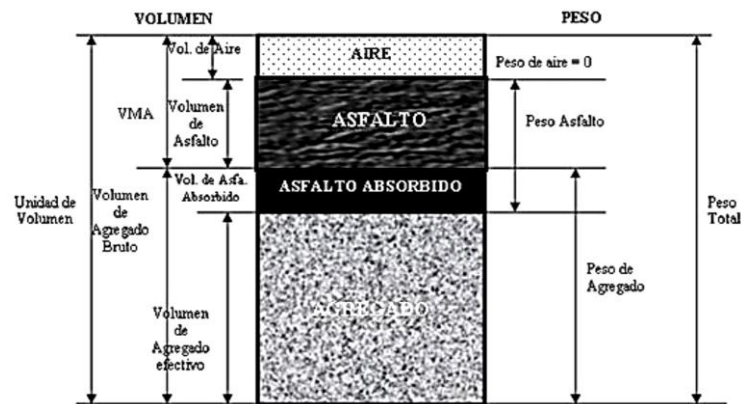 VOLUMEN
PESO
Vol. de Aire
AIRE
Peso de aire = 0
VMA
Volumen
de
Asfalto
ASFALTO
Peso Asfalto
Vol. de Asfa.
Absorbido
ASFALTO ABSORBIDO
Unidad de
Volumen
Volumen
de
Agregado
Bruto
Peso
Total
Peso de
Agregado
Volumen
de
Agregado
efectivo
AGREGADO